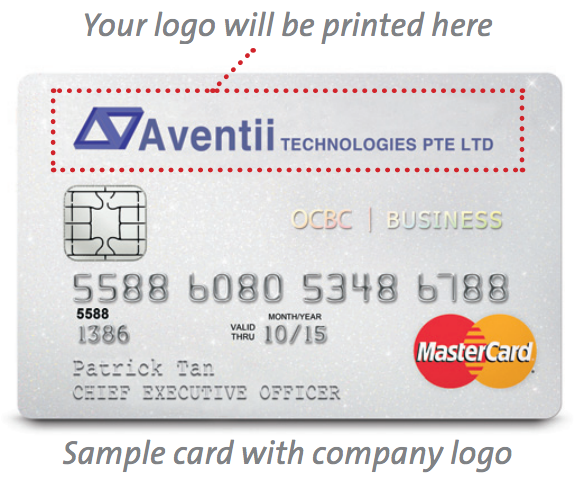 Your logo will be printed here
Aventii TECHNOLOGIES PTE LTD
OCBC | BUSINESS
5588 6080 5348 6788
5588
MONTH/YEAR
1386 VALID THRU 10/15
Patrick Tan
CHIEF EXECUTIVE OFFICER
MasterCard
Sample card with company logo